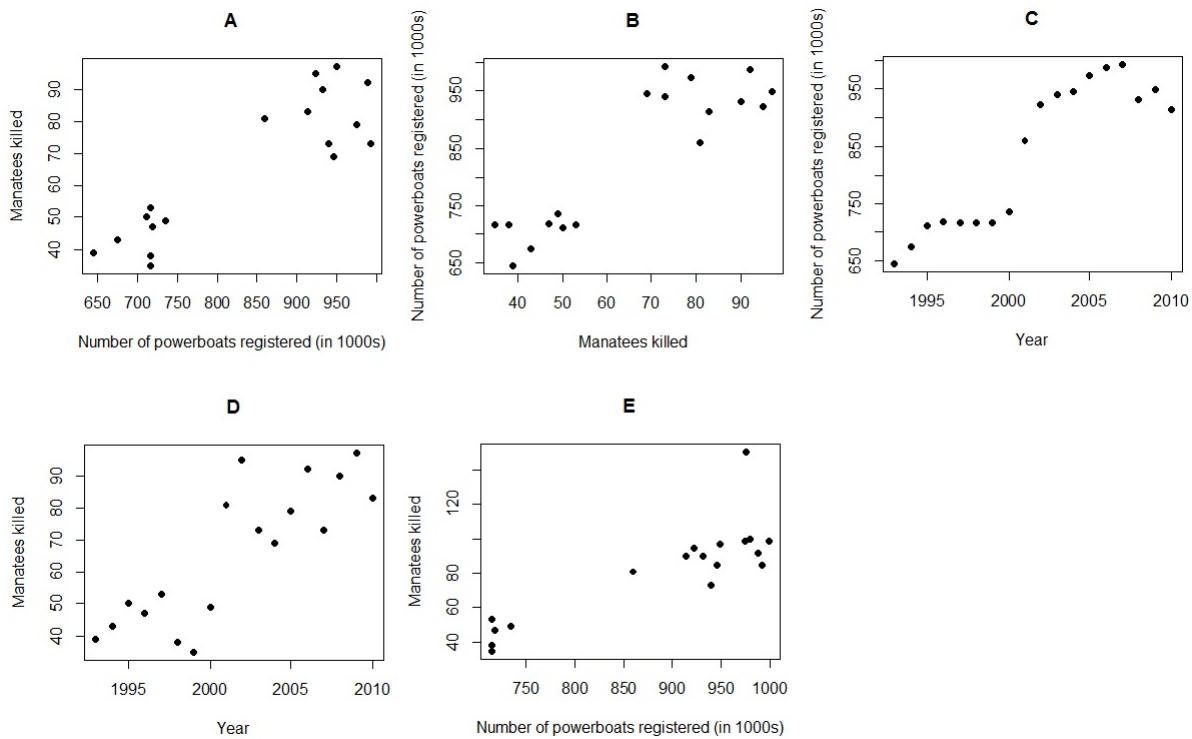 A
Manatees killed
40 50 60 70 80 90
650 700 750 800 850 900 950
Number of powerboats registered (in 1000s)
B
Number of powerboats registered (in 1000s)
650 750 850 950
40 50 60 70 80 90
Manatees killed
C
Number of powerboats registered (in 1000s)
650 750 850 950
1995 2000 2005 2010
Year
D
Manatees killed
40 50 60 70 80 90
1995 2000 2005 2010
Year
E
Manatees killed
40 60 80 120
750 800 850 900 950 1000
Number of powerboats registered (in 1000s)